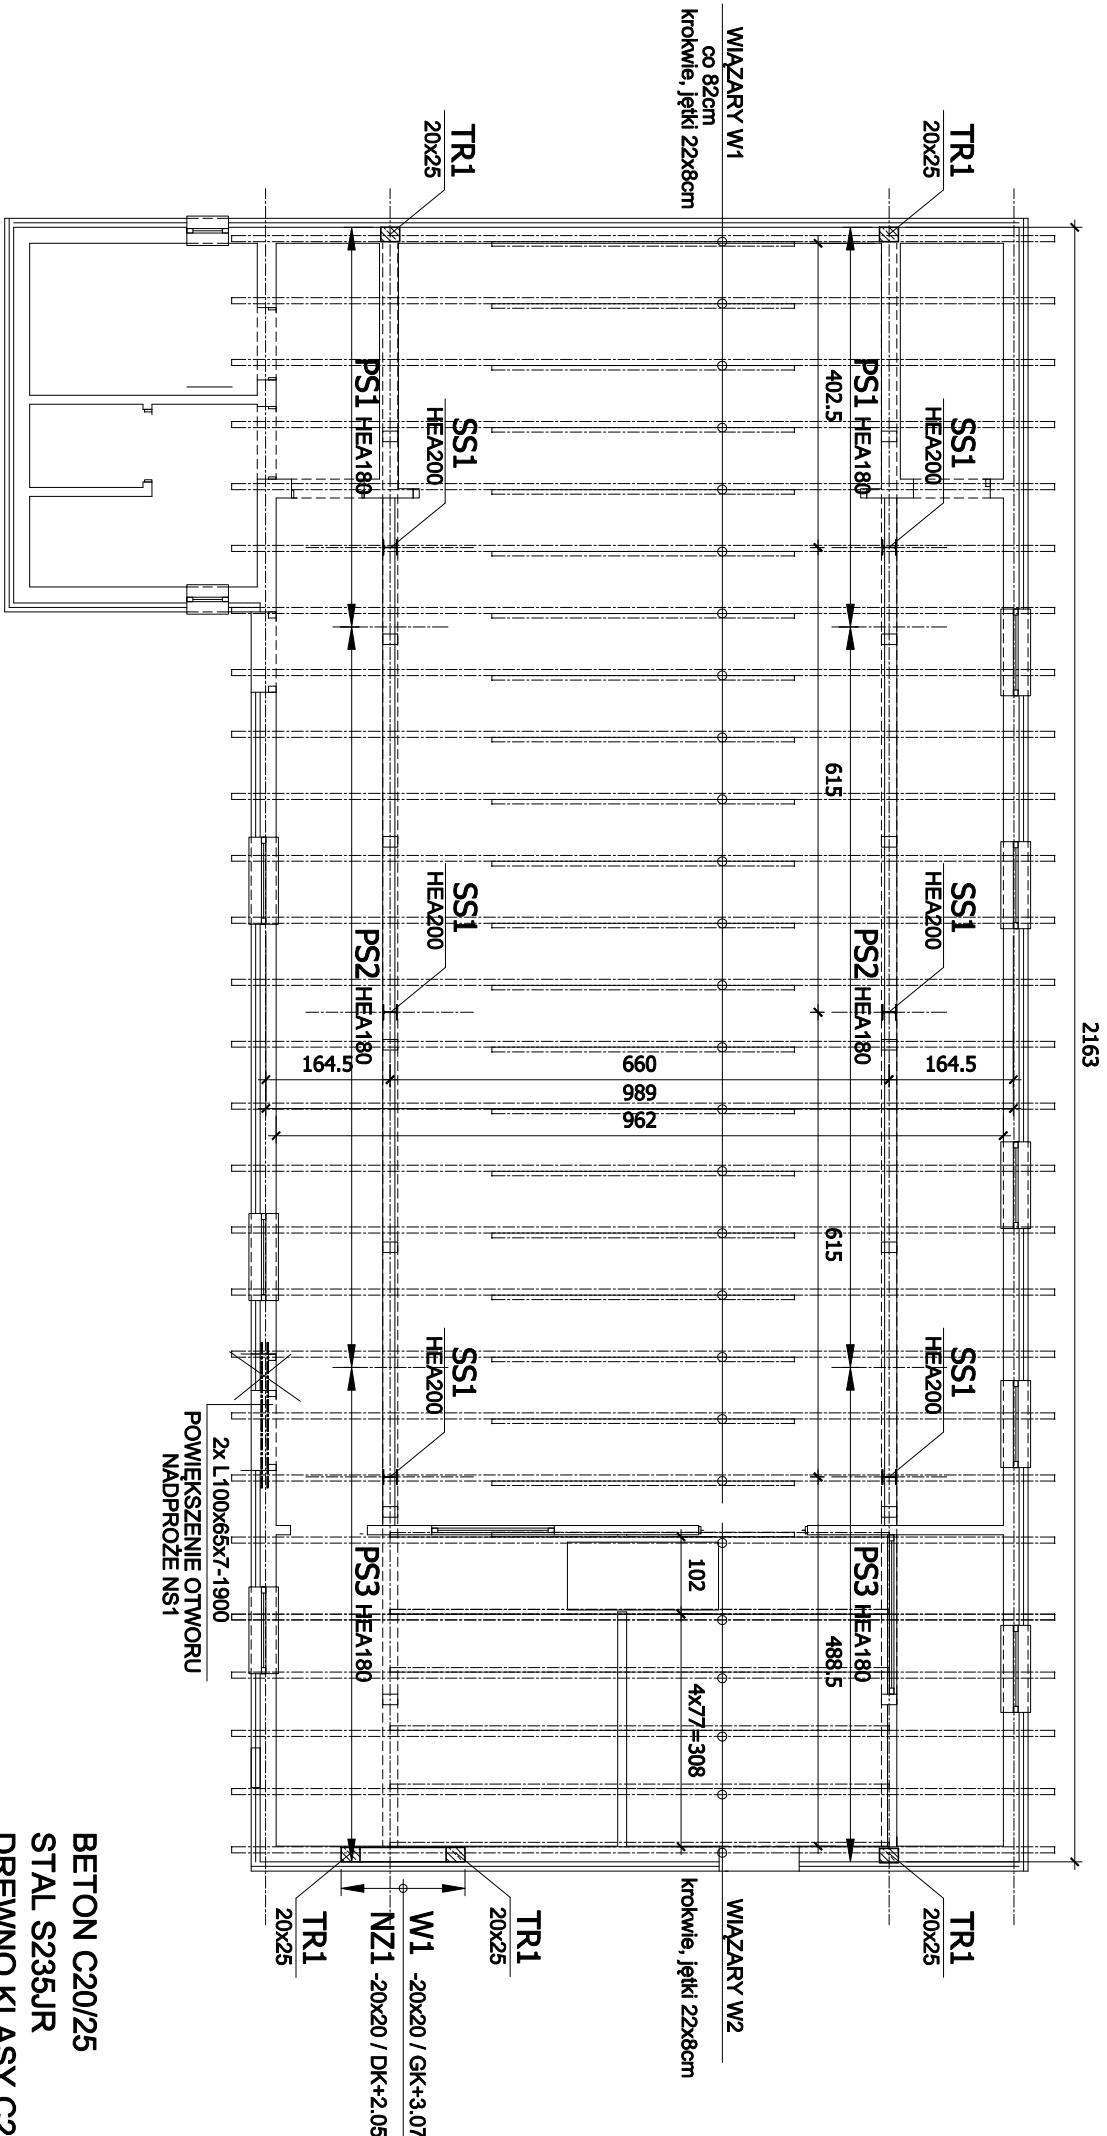 WIĄZARY W1
co 82cm
krokwie, jętki 22x8cm
TR1
20x25
TR1
20x25
2163
PS1 HEA180
402.5
SS1
HEA200
PS1 HEA180
SS1
HEA200
615
SS1
HEA200
PS2 HEA180
SS1
HEA200
PS2 HEA180
164.5
660
164.5
989
962
615
SS1
HEA200
SS1
HEA200
2x L100x65x7-1900
POWIĘKSZENIE OTWORU
NADPROŻE NS1
PS3 HEA180
488.5
PS3 HEA180
102
4x77=308
WIĄZARY W2
krokwie, jętki 22x8cm
TR1
20x25
TR1
20x25
TR1
20x25
W1 -20x20 / GK+3.07
NZ1 -20x20 / DK+2.05
BETON C20/25
STAL S235JR
DREWNO KLASY C2